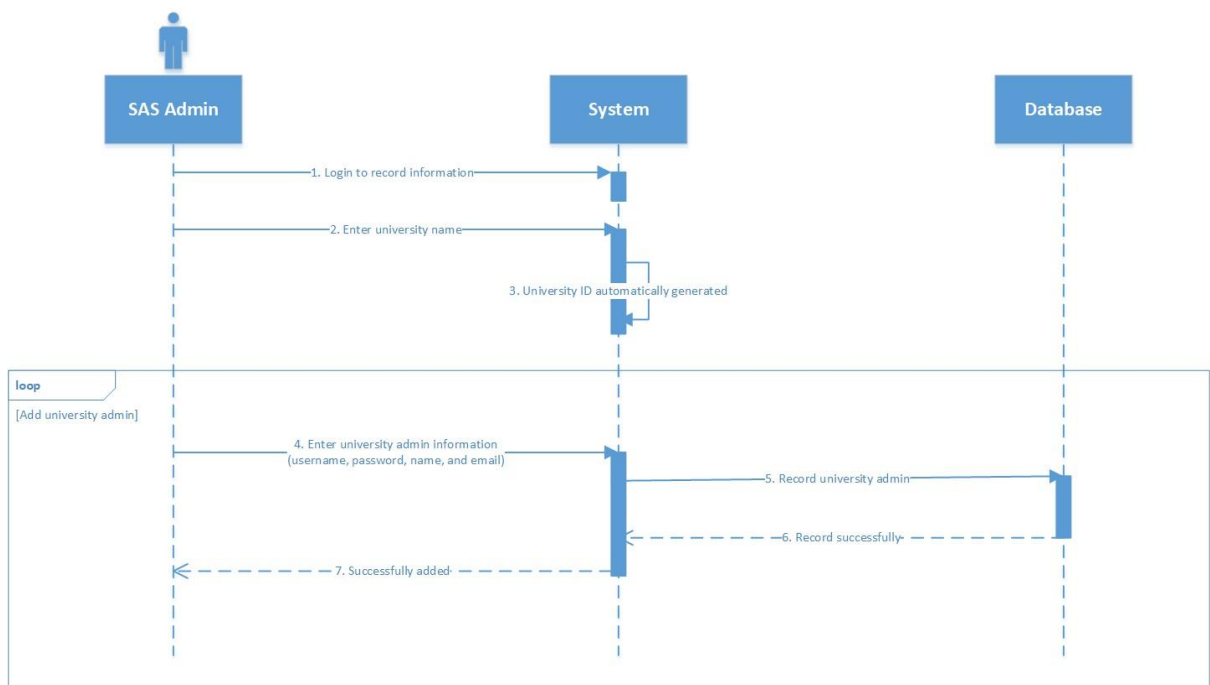 SAS Admin
System
Database
1. Login to record information
2. Enter university name
3. University ID automatically generated
loop
[Add university admin]
4. Enter university admin information
(username, password, name, and email)
5. Record university admin
6. Record successfully
7. Successfully added